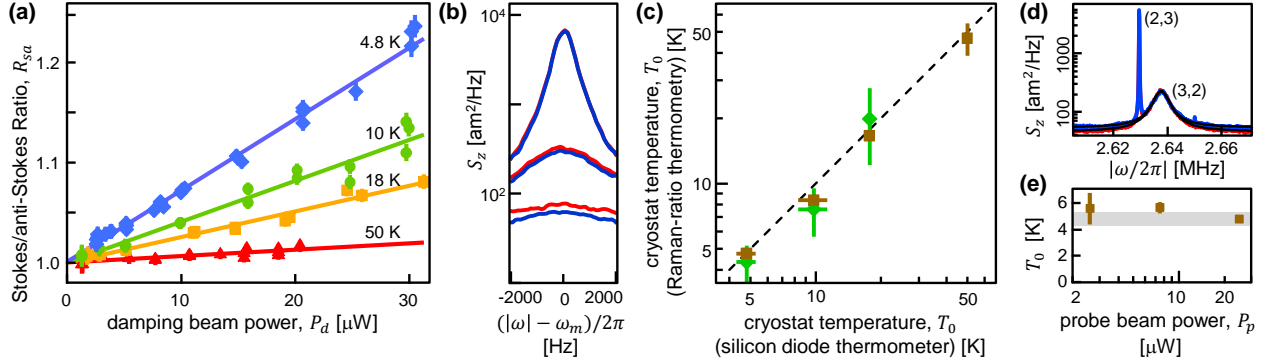 (a)
Stokes/anti-Stokes Ratio, R_sa
1.2
1.1
1.0
4.8 K
10 K
18 K
50 K
0
10
20
30
damping beam power, P_d [µW]
(b)
S_z [am²/Hz]
10⁴
10²
-2000
0
2000
(|ω| − ω_m)/2π
[Hz]
(c)
cryostat temperature, T_0
(Raman-ratio thermometry) [K]
50
10
5
5
10
50
cryostat temperature, T_0
(silicon diode thermometer) [K]
(d)
S_z [am²/Hz]
1000
100
(2,3)
(3,2)
2.62
2.64
2.66
|ω/2π| [MHz]
(e)
T_0 [K]
6
4
2
0
2
10
20
probe beam power, P_p
[µW]